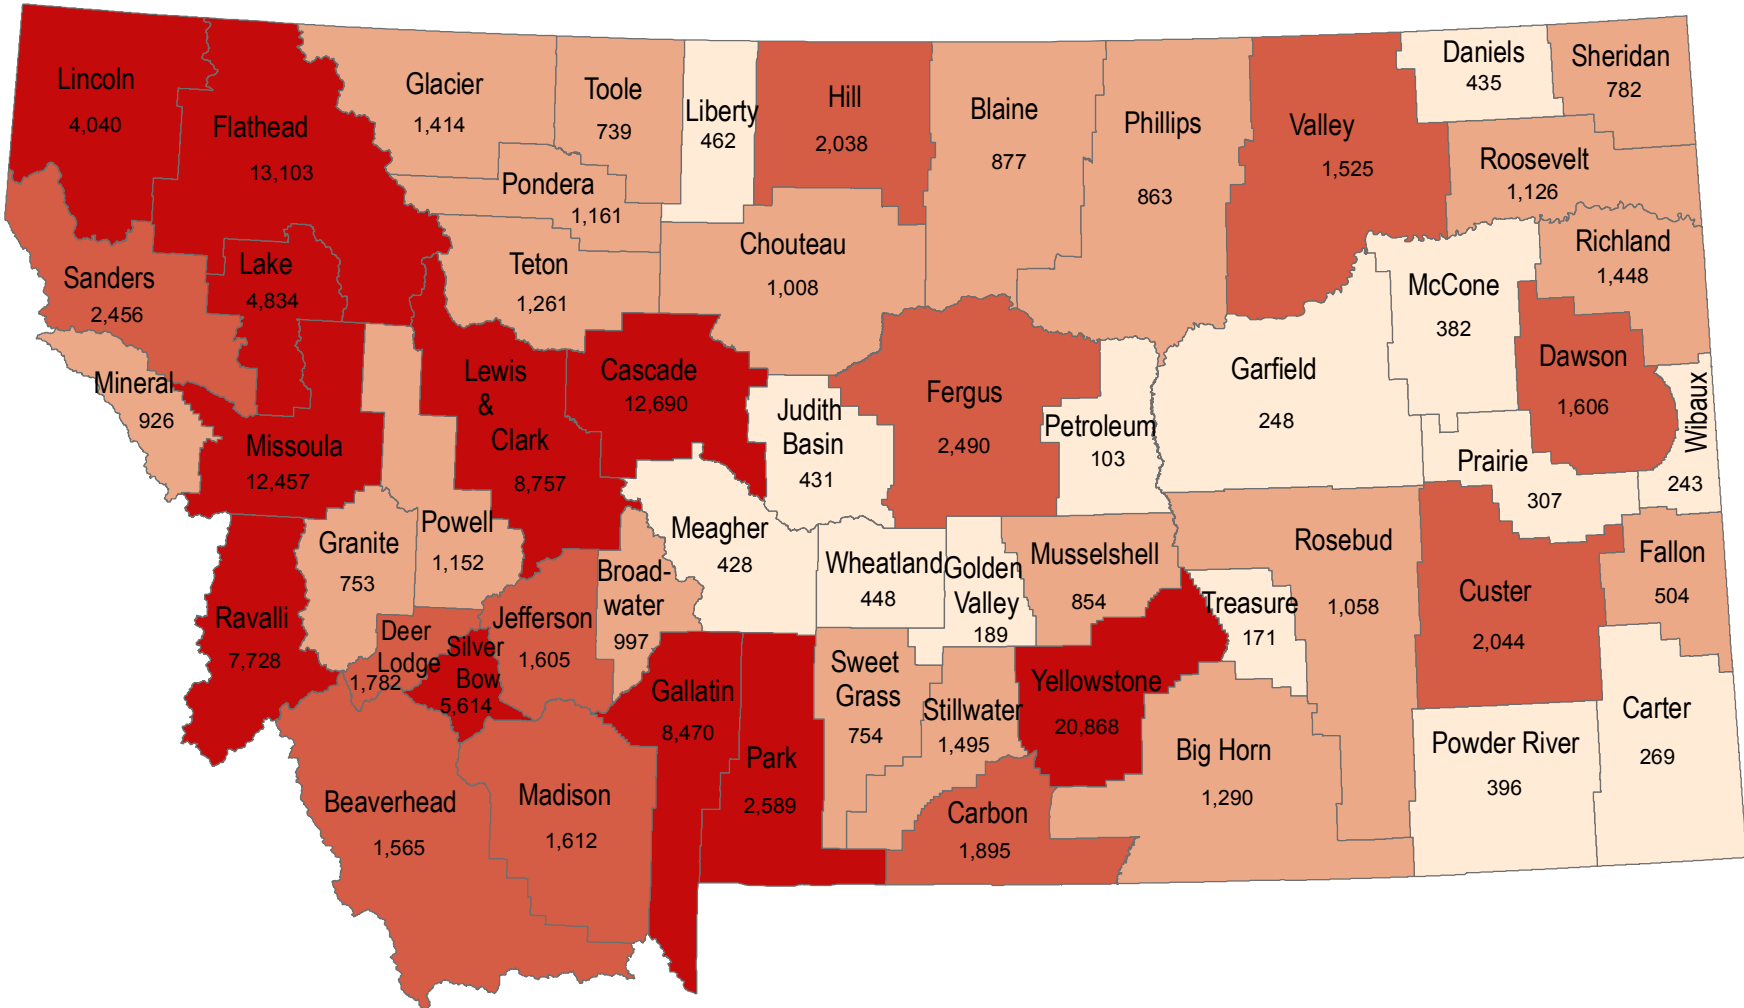 Lincoln
4,040
Flathead
13,103
Glacier
1,414
Toole
739
Liberty
462
Hill
2,038
Blaine
877
Phillips
863
Valley
1,525
Daniels
435
Sheridan
782
Roosevelt
1,126
Pondera
1,161
Sanders
2,456
Lake
4,834
Teton
1,261
Chouteau
1,008
McCone
382
Richland
1,448
Mineral
926
Missoula
12,457
Lewis
&
Clark
8,757
Cascade
12,690
Judith
Basin
431
Fergus
2,490
Petroleum
103
Garfield
248
Dawson
1,606
Wibaux
243
Prairie
307
Ravalli
7,728
Granite
753
Powell
1,152
Meagher
428
Wheatland
448
Golden
Valley
189
Musselshell
854
Treasure
171
Rosebud
1,058
Custer
2,044
Fallon
504
Deer
Lodge
1,782
Silver
Bow
5,614
Jefferson
1,605
Broad-
water
997
Gallatin
8,470
Park
2,589
Sweet
Grass
754
Stillwater
1,495
Yellowstone
20,868
Big Horn
1,290
Powder River
396
Carter
269
Beaverhead
1,565
Madison
1,612
Carbon
1,895